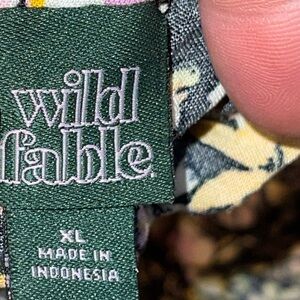 wild
fable.
XL
MADE IN
INDONESIA